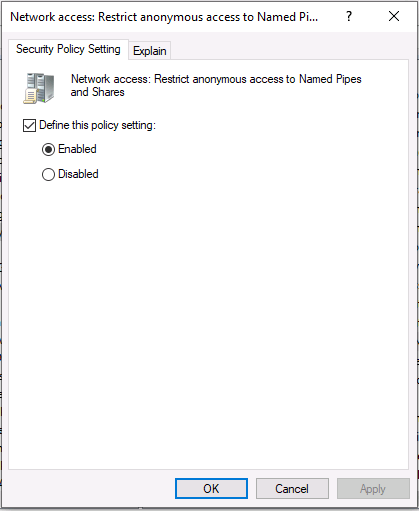 Network access: Restrict anonymous access to Named Pi...
?
Security Policy Setting
Explain
Network access: Restrict anonymous access to Named Pipes
and Shares
Define this policy setting:
Enabled
Disabled
OK
Cancel
Apply